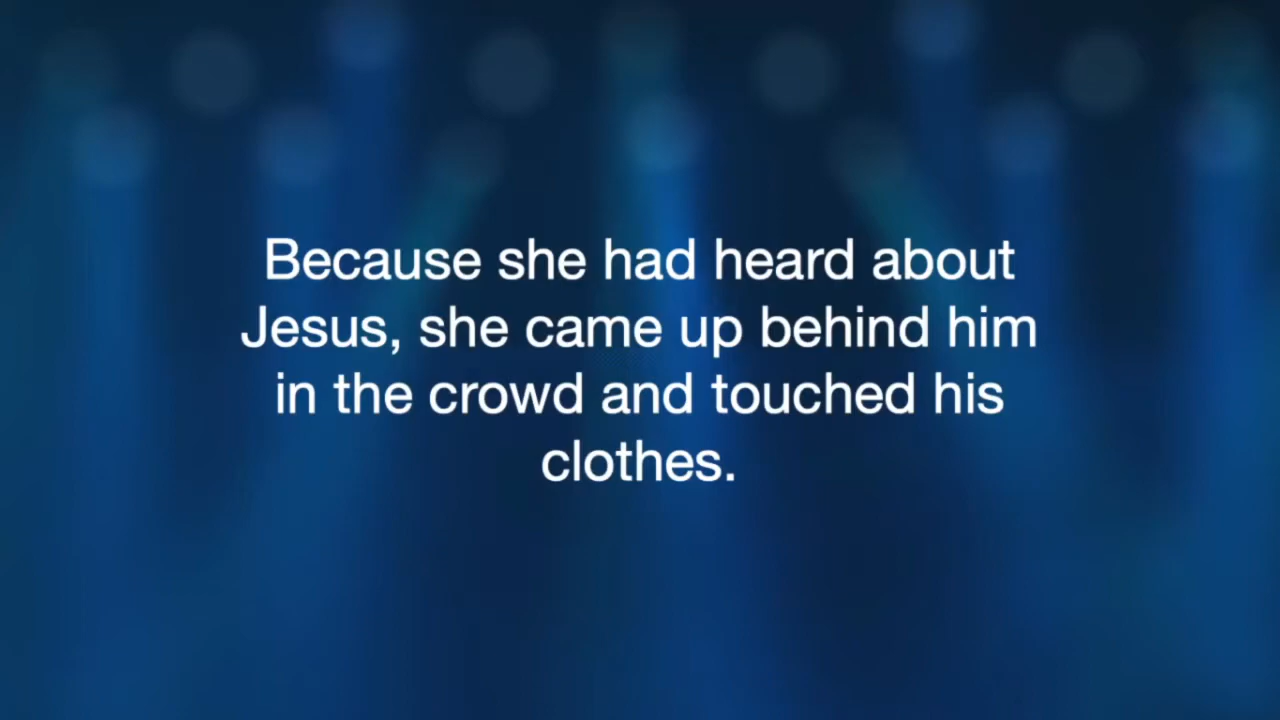 Because she had heard about
Jesus, she came up behind him
in the crowd and touched his
clothes.